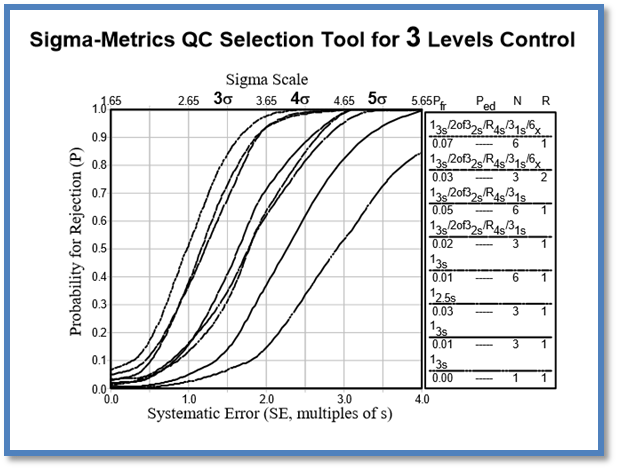 Sigma-Metrics QC Selection Tool for 3 Levels Control
Sigma Scale
1.65 2.65 3σ 3.65 4σ 4.65 5σ 5.65
Pfr Ped N R
1.0
0.9
0.8
0.7
0.6
0.5
0.4
0.3
0.2
0.1
0.0
Probability for Rejection (P)
0.0 1.0 2.0 3.0 4.0
Systematic Error (SE, multiples of s)
13s/2of32s/R4s/31s/6x
0.07 ---- 6 1
13s/2of32s/R4s/31s/6x
0.03 ---- 3 2
13s/2of32s/R4s/31s
0.05 ---- 6 1
13s/2of32s/R4s/31s
0.02 ---- 3 1
13s
0.01 ---- 6 1
12.5s
0.03 ---- 3 1
13s
0.01 ---- 3 1
13s
0.00 ---- 1 1